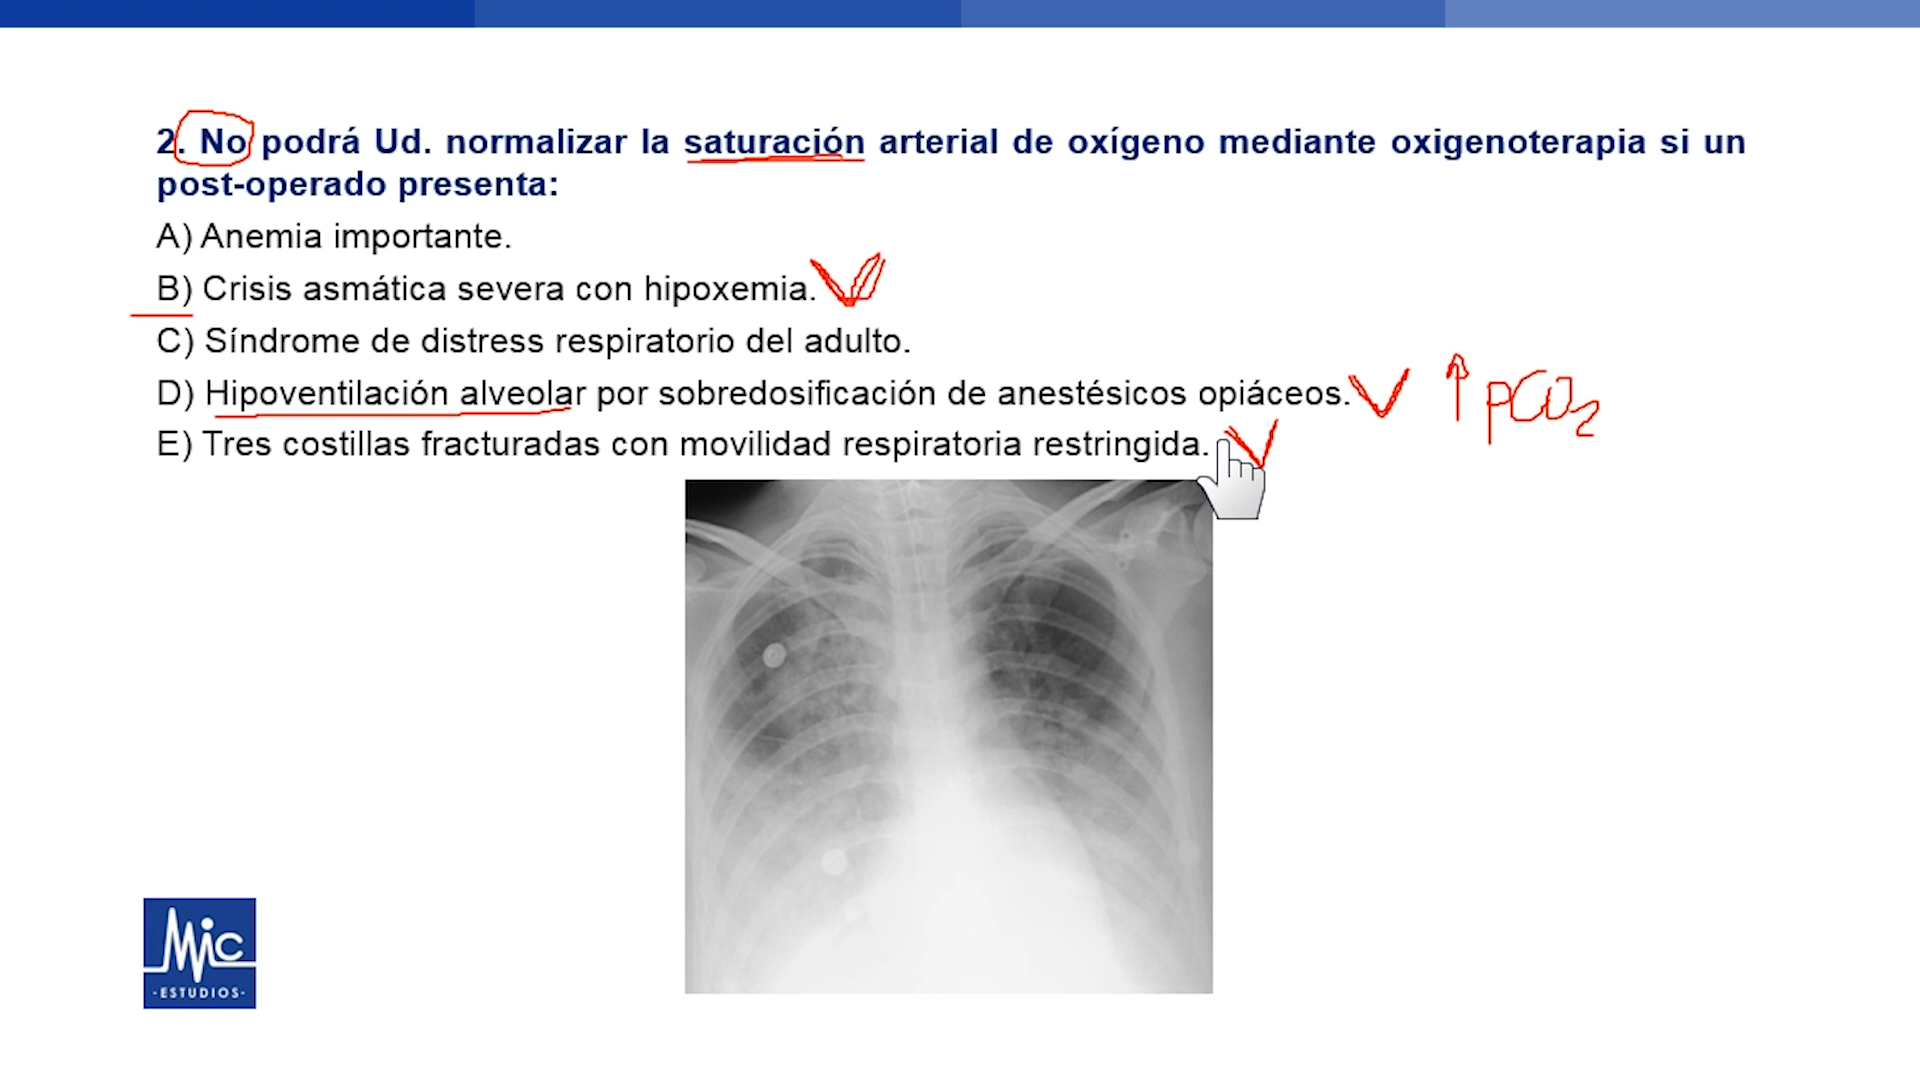 2. No podrá Ud. normalizar la saturación arterial de oxígeno mediante oxigenoterapia si un
post-operado presenta:
A) Anemia importante.
B) Crisis asmática severa con hipoxemia.
C) Síndrome de distress respiratorio del adulto.
D) Hipoventilación alveolar por sobredosificación de anestésicos opiáceos.
↑ pCO2
E) Tres costillas fracturadas con movilidad respiratoria restringida.
Mic
·ESTUDIOS·